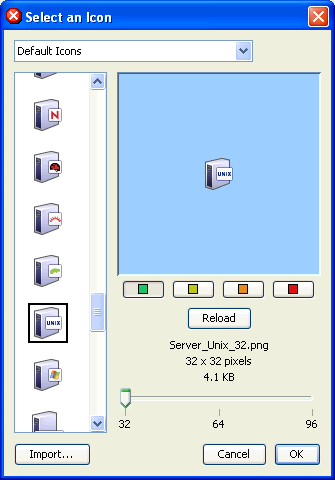 Select an Icon
Default Icons
N
UNIX
UNIX
Reload
Server_Unix_32.png
32 x 32 pixels
4.1 KB
32 64 96
Import...
Cancel
OK